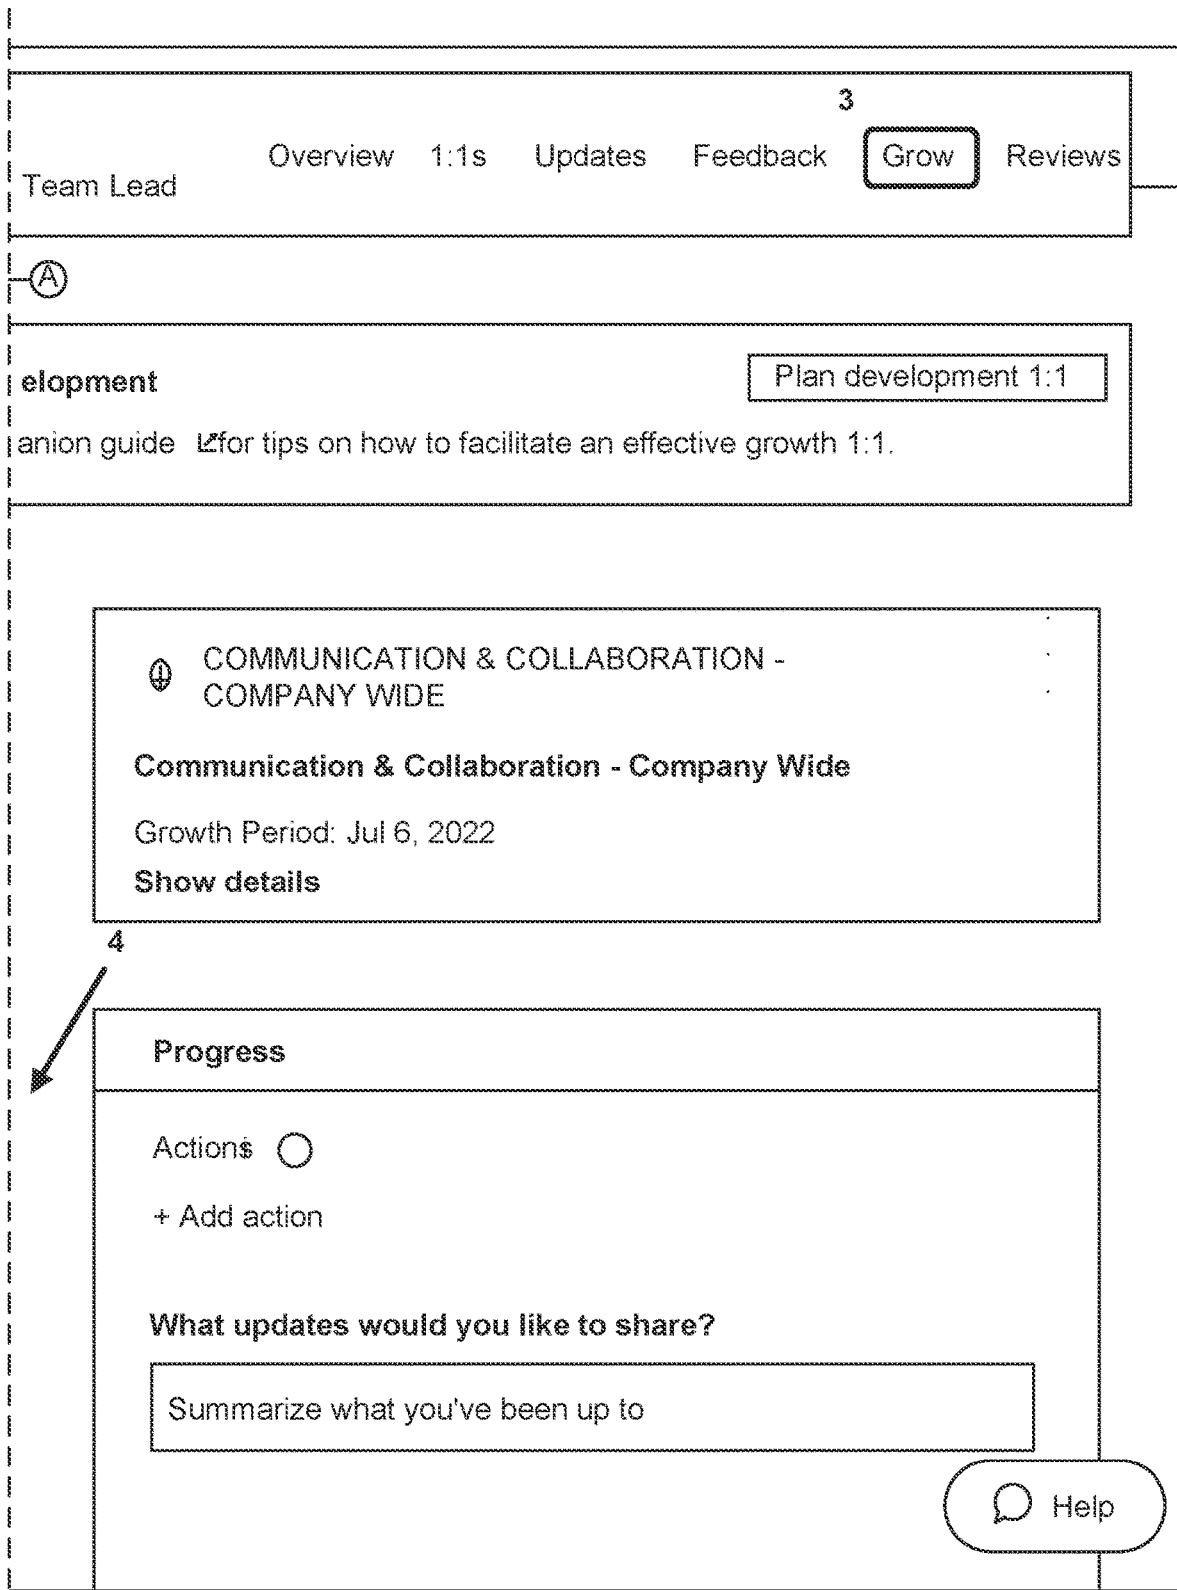 3
Overview 1:1s Updates Feedback Grow Reviews
Team Lead
A
elopment
Plan development 1:1
anion guide for tips on how to facilitate an effective growth 1:1.
COMMUNICATION & COLLABORATION -
COMPANY WIDE
Communication & Collaboration - Company Wide
Growth Period: Jul 6, 2022
Show details
4
Progress
Actions
+ Add action
What updates would you like to share?
Summarize what you've been up to
Help